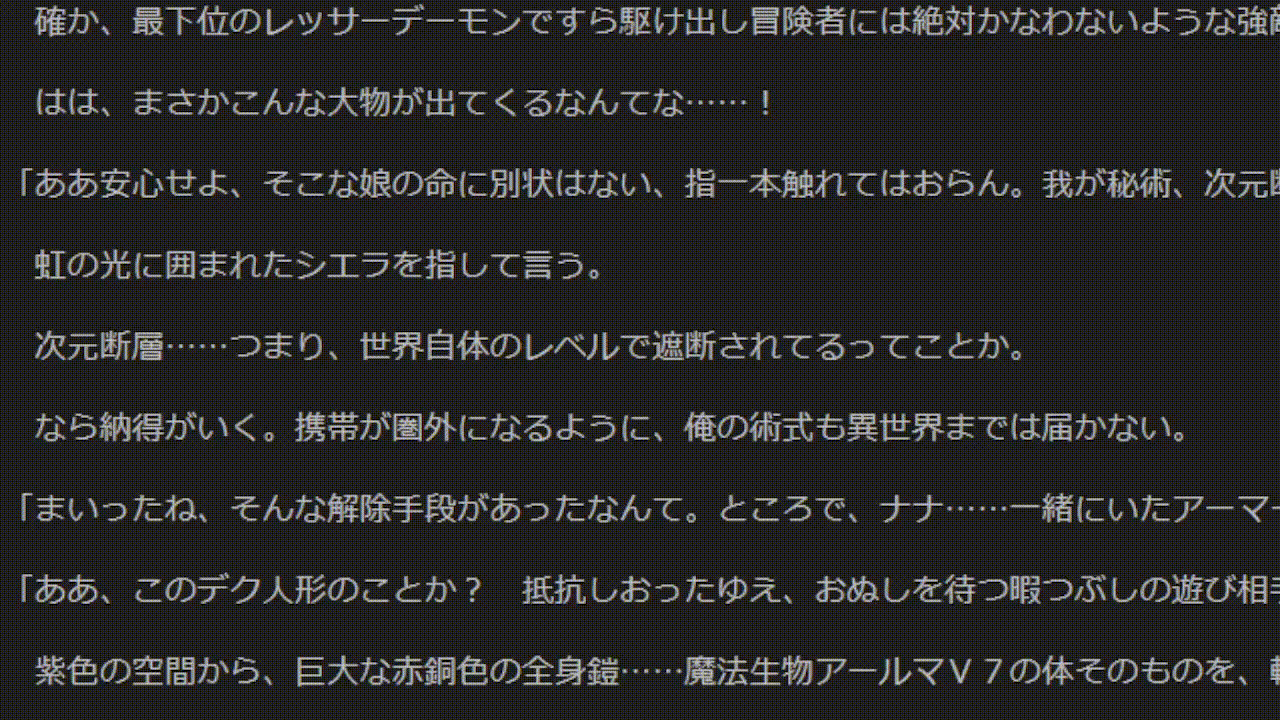 確か、最下位のレッサーデーモンですら駆け出し冒険者には絶対かなわないような強敵
はは、まさかこんな大物が出てくるなんてな……！
「ああ安心せよ、そこな娘の命に別状はない、指一本触れてはおらん。我が秘術、次元断
虹の光に囲まれたシエラを指して言う。
次元断層……つまり、世界自体のレベルで遮断されてるってことか。
なら納得がいく。携帯が圏外になるように、俺の術式も異世界までは届かない。
「まいったね、そんな解除手段があったなんて。ところで、ナナ……一緒にいたアーマー
「ああ、このデク人形のことか？　抵抗しおったゆえ、おぬしを待つ暇つぶしの遊び相手
紫色の空間から、巨大な赤銅色の全身鎧……魔法生物アールマＶ７の体そのものを、